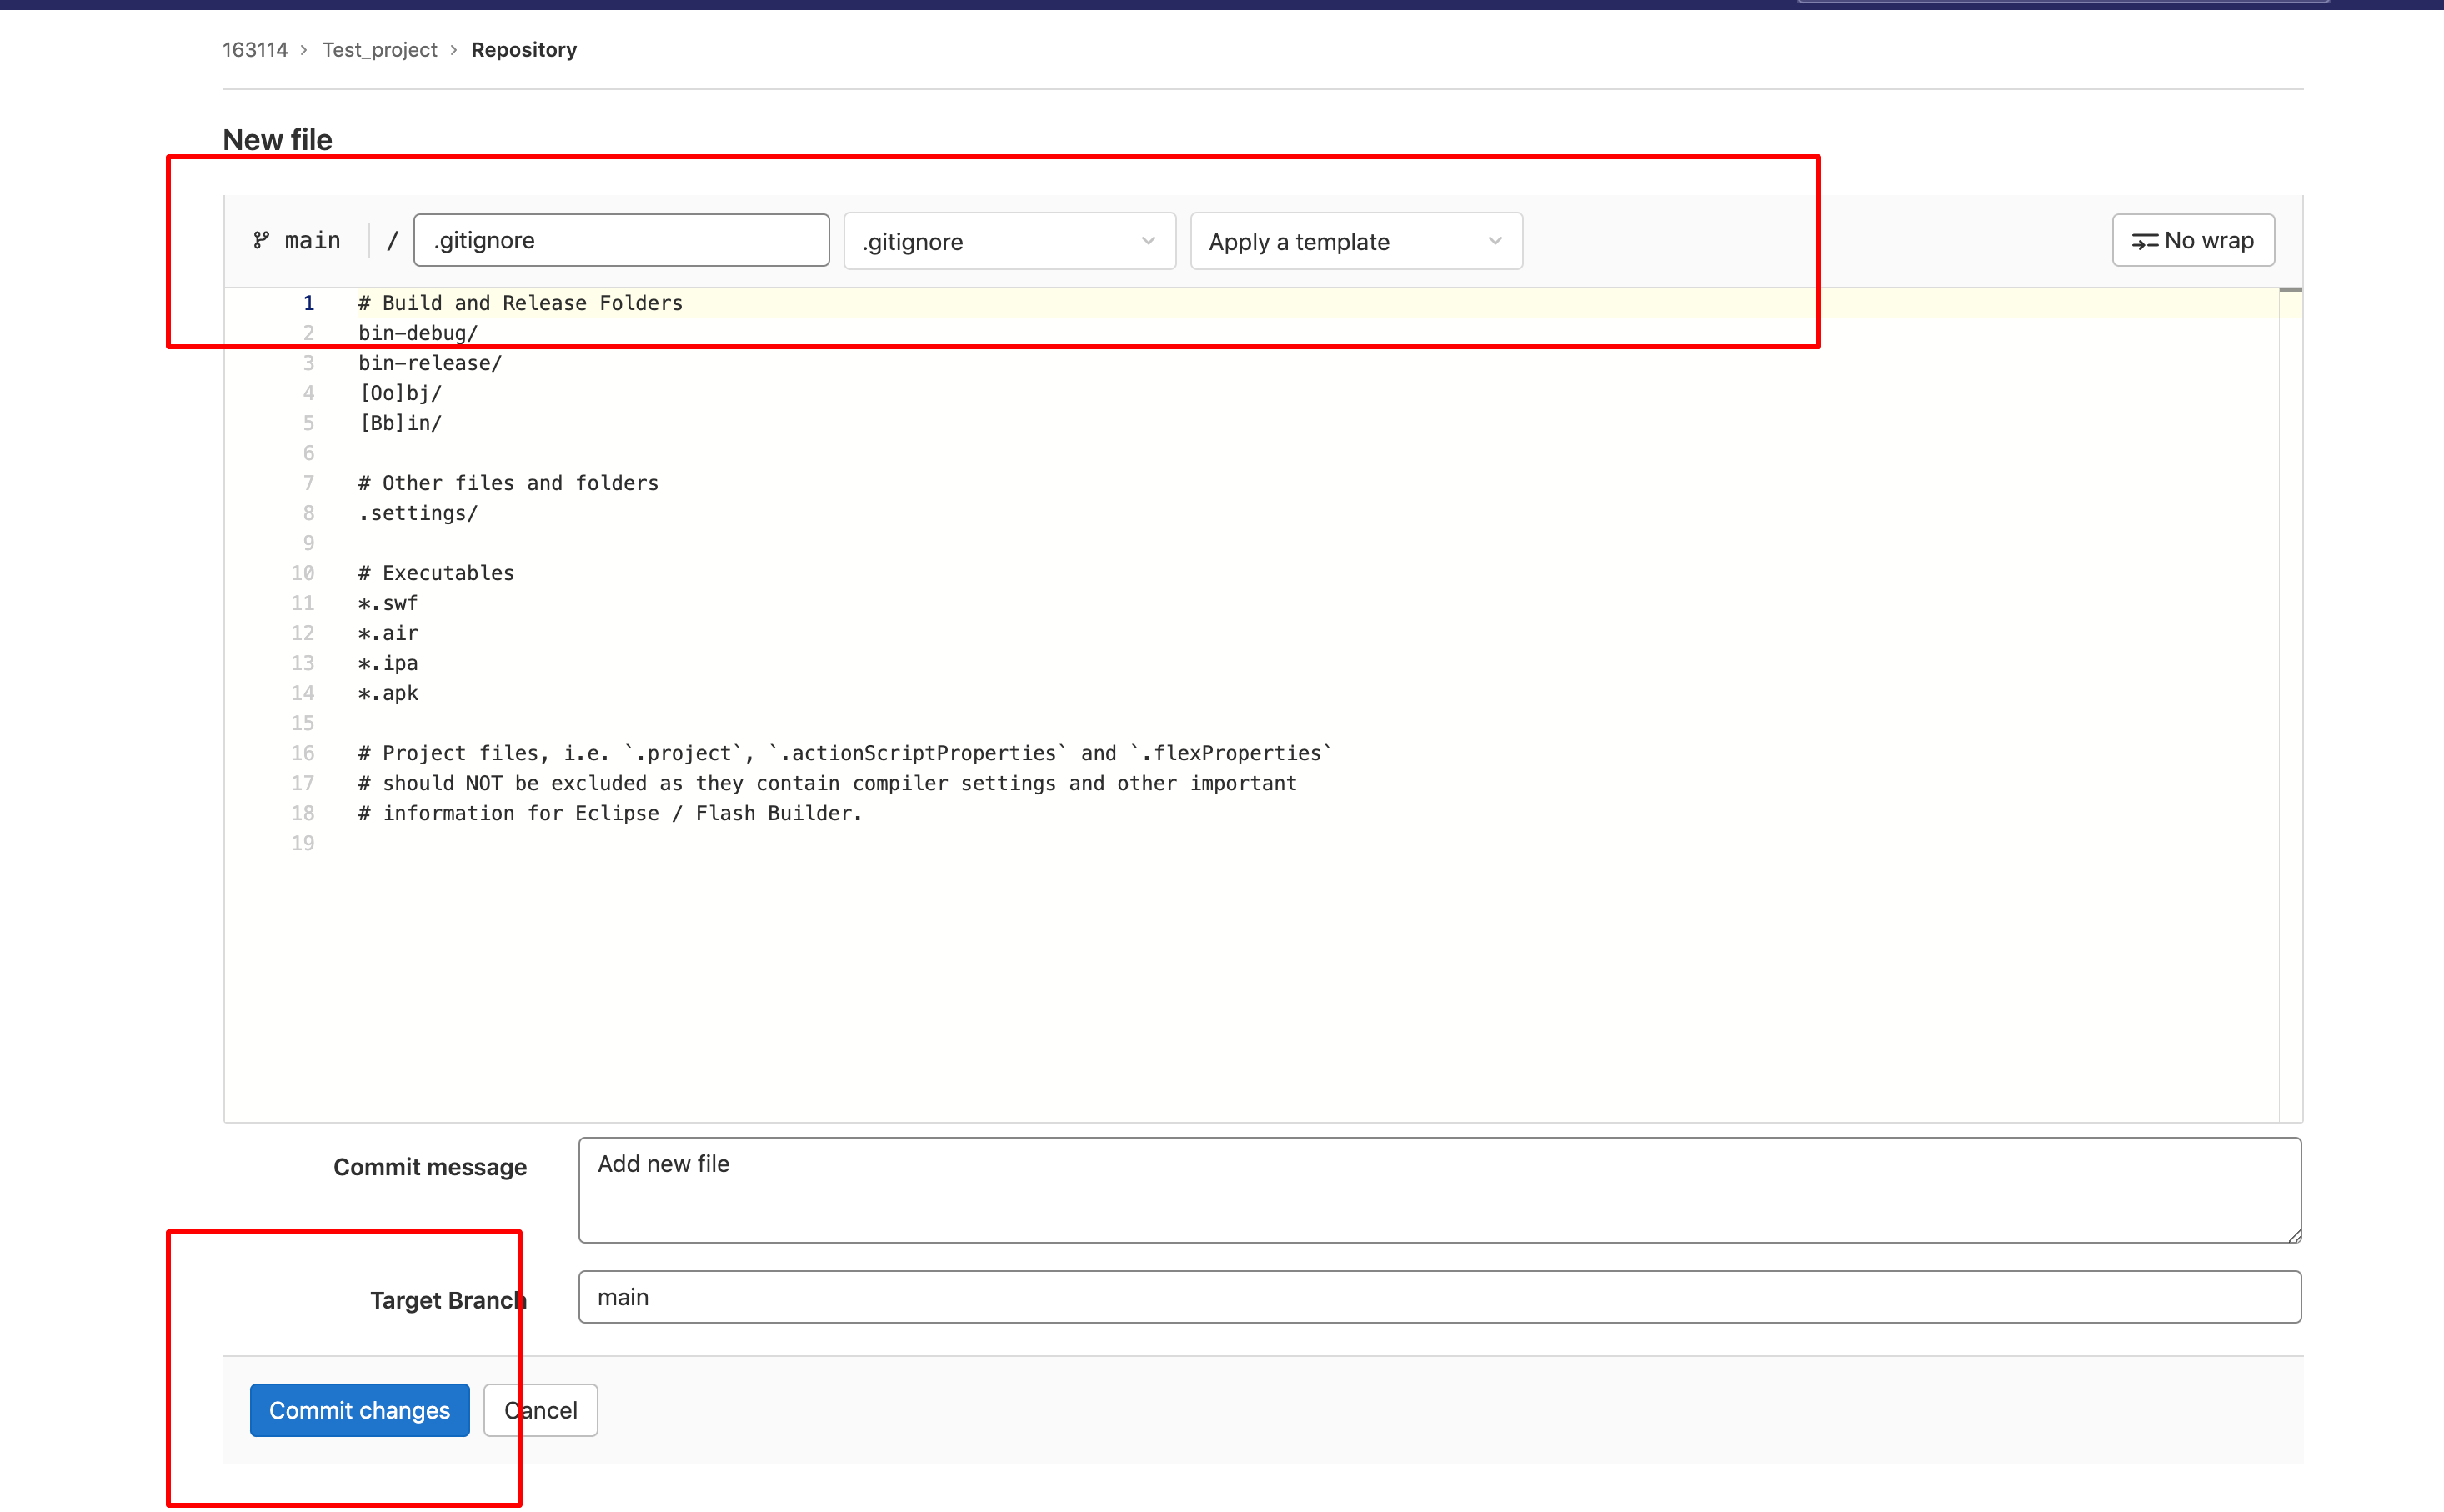 163114 > Test_project > Repository
New file
main / .gitignore .gitignore Apply a template No wrap
1 # Build and Release Folders
2 bin-debug/
3 bin-release/
4 [Oo]bj/
5 [Bb]in/
6
7 # Other files and folders
8 .settings/
9
10 # Executables
11 *.swf
12 *.air
13 *.ipa
14 *.apk
15
16 # Project files, i.e. `.project`, `.actionScriptProperties` and `.flexProperties`
17 # should NOT be excluded as they contain compiler settings and other important
18 # information for Eclipse / Flash Builder.
19
Commit message Add new file
Target Branch main
Commit changes Cancel